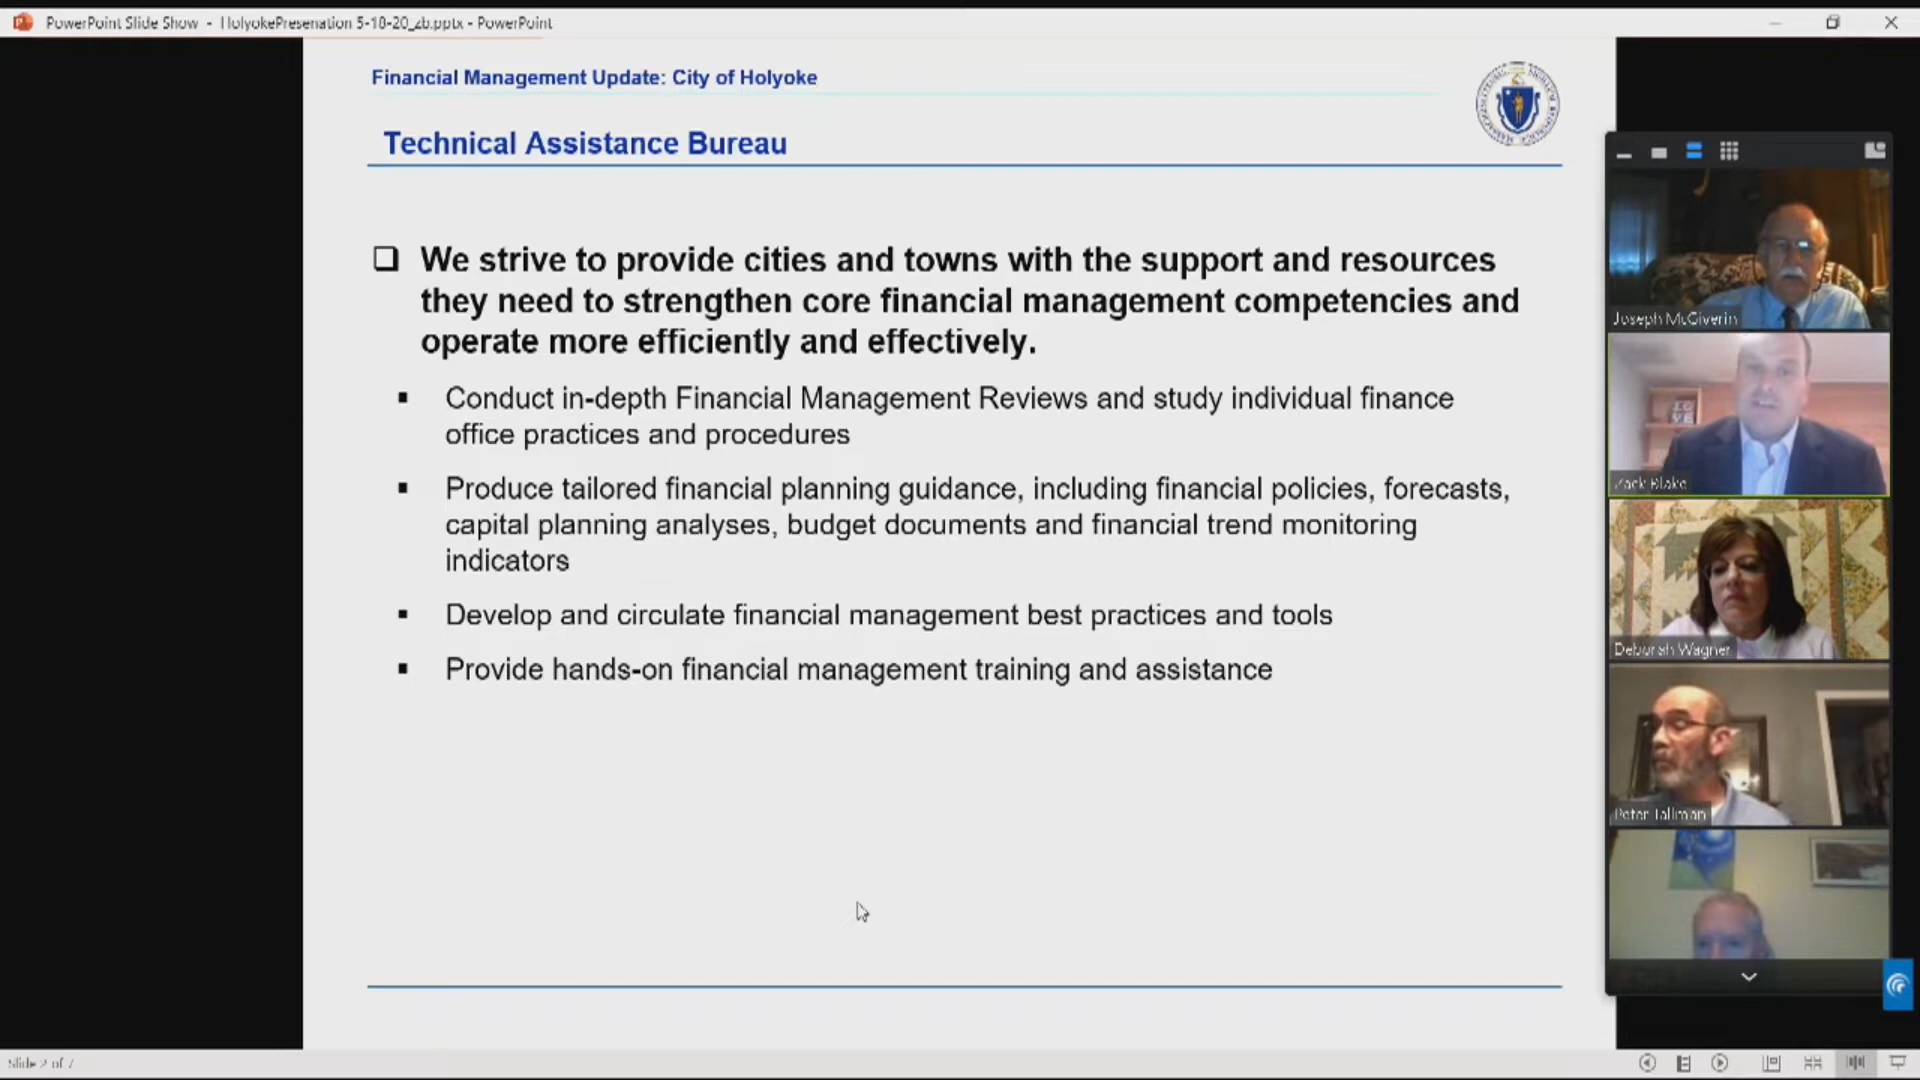 PowerPoint Slide Show - HolyokePresenation 5-18-20_zb.pptx - PowerPoint
Financial Management Update: City of Holyoke
Technical Assistance Bureau
We strive to provide cities and towns with the support and resources
they need to strengthen core financial management competencies and
operate more efficiently and effectively.
Conduct in-depth Financial Management Reviews and study individual finance
office practices and procedures
Produce tailored financial planning guidance, including financial policies, forecasts,
capital planning analyses, budget documents and financial trend monitoring
indicators
Develop and circulate financial management best practices and tools
Provide hands-on financial management training and assistance
Joseph McGiverin
Zack Blake
Deborah Wagner
Peter Tallman
Slide 2 of 7